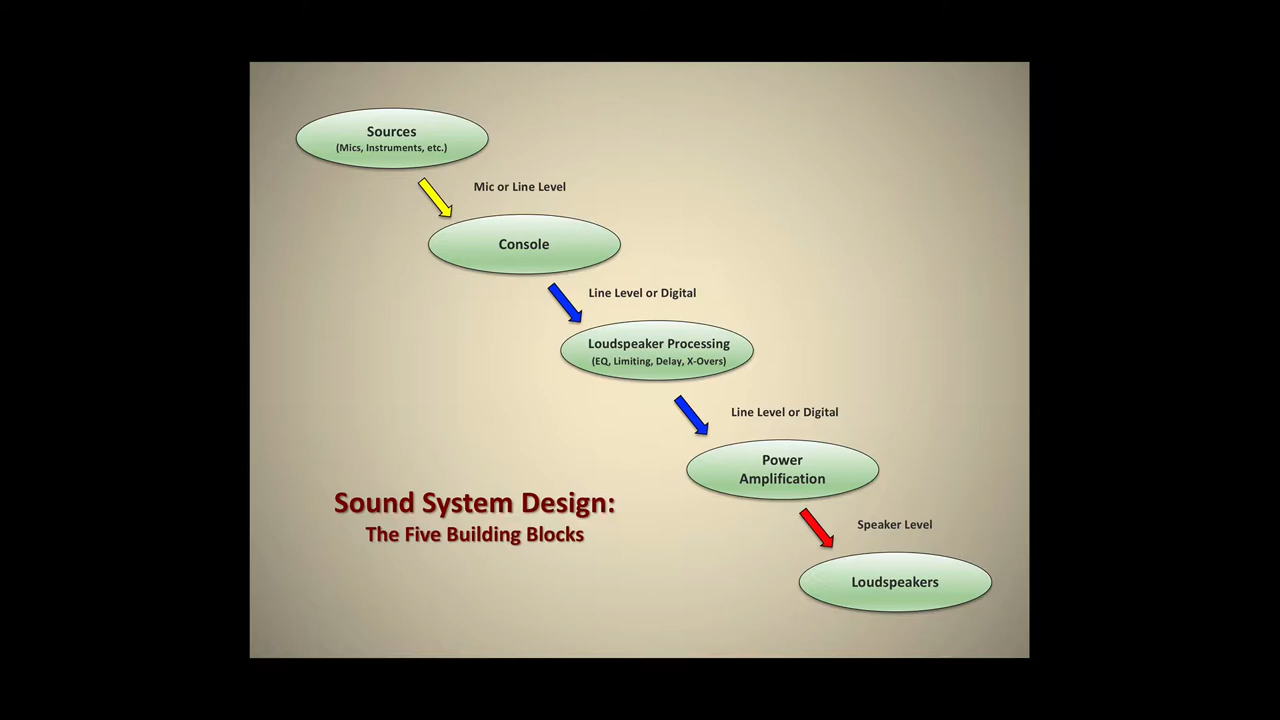 Sources
(Mics, Instruments, etc.)
Mic or Line Level
Console
Line Level or Digital
Loudspeaker Processing
(EQ, Limiting, Delay, X-Overs)
Line Level or Digital
Power
Amplification
Sound System Design:
The Five Building Blocks
Speaker Level
Loudspeakers